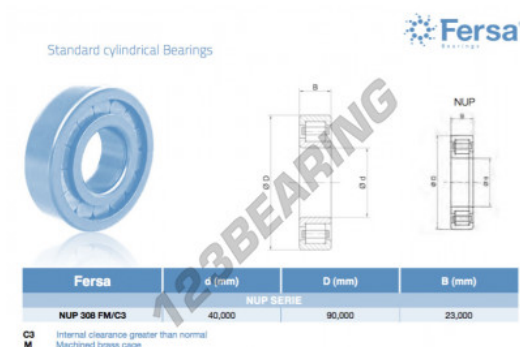 Fersa
Bearings
Standard cylindrical Bearings
B
NUP
B
Ø D
Ø d
Ø D
Ø d
123BEARING
Fersa d (mm) D (mm) B (mm)
NUP SERIE
NUP 308 FM/C3 40,000 90,000 23,000
C3 Internal clearance greater than normal
M Machined brass cage